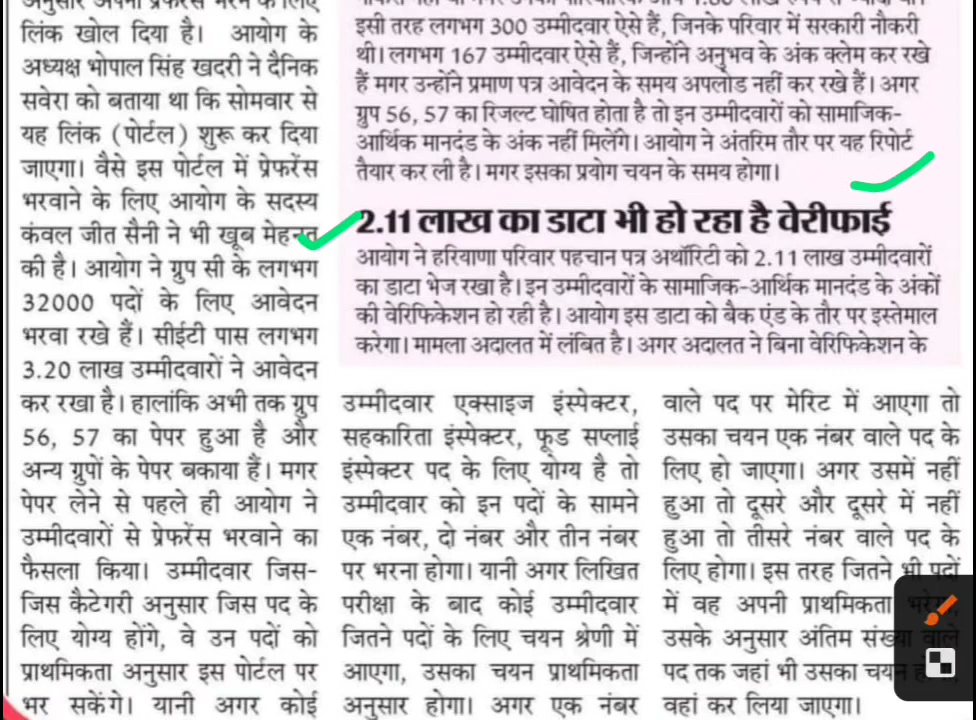 अनुसार अपनी प्रेफरेंस भरने के लिए
लिंक खोल दिया है। आयोग के
अध्यक्ष भोपाल सिंह खदरी ने दैनिक
सवेरा को बताया था कि सोमवार से
यह लिंक (पोर्टल) शुरू कर दिया
जाएगा। वैसे इस पोर्टल में प्रेफरेंस
भरवाने के लिए आयोग के सदस्य
कंवल जीत सैनी ने भी खूब मेहनत
की है। आयोग ने ग्रुप सी के लगभग
32000 पदों के लिए आवेदन
भरवा रखे हैं। सीईटी पास लगभग
3.20 लाख उम्मीदवारों ने आवेदन
कर रखा है। हालांकि अभी तक ग्रुप
56, 57 का पेपर हुआ है और
अन्य ग्रुपों के पेपर बकाया हैं। मगर
पेपर लेने से पहले ही आयोग ने
उम्मीदवारों से प्रेफरेंस भरवाने का
फैसला किया। उम्मीदवार जिस-
जिस कैटेगरी अनुसार जिस पद के
लिए योग्य होंगे, वे उन पदों को
प्राथमिकता अनुसार इस पोर्टल पर
भर सकेंगे। यानी अगर कोई
इसी तरह लगभग 300 उम्मीदवार ऐसे हैं, जिनके परिवार में सरकारी नौकरी
थी। लगभग 167 उम्मीदवार ऐसे हैं, जिन्होंने अनुभव के अंक क्लेम कर रखे
हैं मगर उन्होंने प्रमाण पत्र आवेदन के समय अपलोड नहीं कर रखे हैं। अगर
ग्रुप 56, 57 का रिजल्ट घोषित होता है तो इन उम्मीदवारों को सामाजिक-
आर्थिक मानदंड के अंक नहीं मिलेंगे। आयोग ने अंतरिम तौर पर यह रिपोर्ट
तैयार कर ली है। मगर इसका प्रयोग चयन के समय होगा।
2.11 लाख का डाटा भी हो रहा है वेरीफाई
आयोग ने हरियाणा परिवार पहचान पत्र अथॉरिटी को 2.11 लाख उम्मीदवारों
का डाटा भेज रखा है। इन उम्मीदवारों के सामाजिक-आर्थिक मानदंड के अंकों
की वेरिफिकेशन हो रही है। आयोग इस डाटा को बैक एंड के तौर पर इस्तेमाल
करेगा। मामला अदालत में लंबित है। अगर अदालत ने बिना वेरिफिकेशन के
उम्मीदवार एक्साइज इंस्पेक्टर,
सहकारिता इंस्पेक्टर, फूड सप्लाई
इंस्पेक्टर पद के लिए योग्य है तो
उम्मीदवार को इन पदों के सामने
एक नंबर, दो नंबर और तीन नंबर
पर भरना होगा। यानी अगर लिखित
परीक्षा के बाद कोई उम्मीदवार
जितने पदों के लिए चयन श्रेणी में
आएगा, उसका चयन प्राथमिकता
अनुसार होगा। अगर एक नंबर
वाले पद पर मेरिट में आएगा तो
उसका चयन एक नंबर वाले पद के
लिए हो जाएगा। अगर उसमें नहीं
हुआ तो दूसरे और दूसरे में नहीं
हुआ तो तीसरे नंबर वाले पद के
लिए होगा। इस तरह जितने भी पदों
में वह अपनी प्राथमिकता भरेगा,
उसके अनुसार अंतिम संख्या वाले
पद तक जहां भी उसका चयन
वहां कर लिया जाएगा।